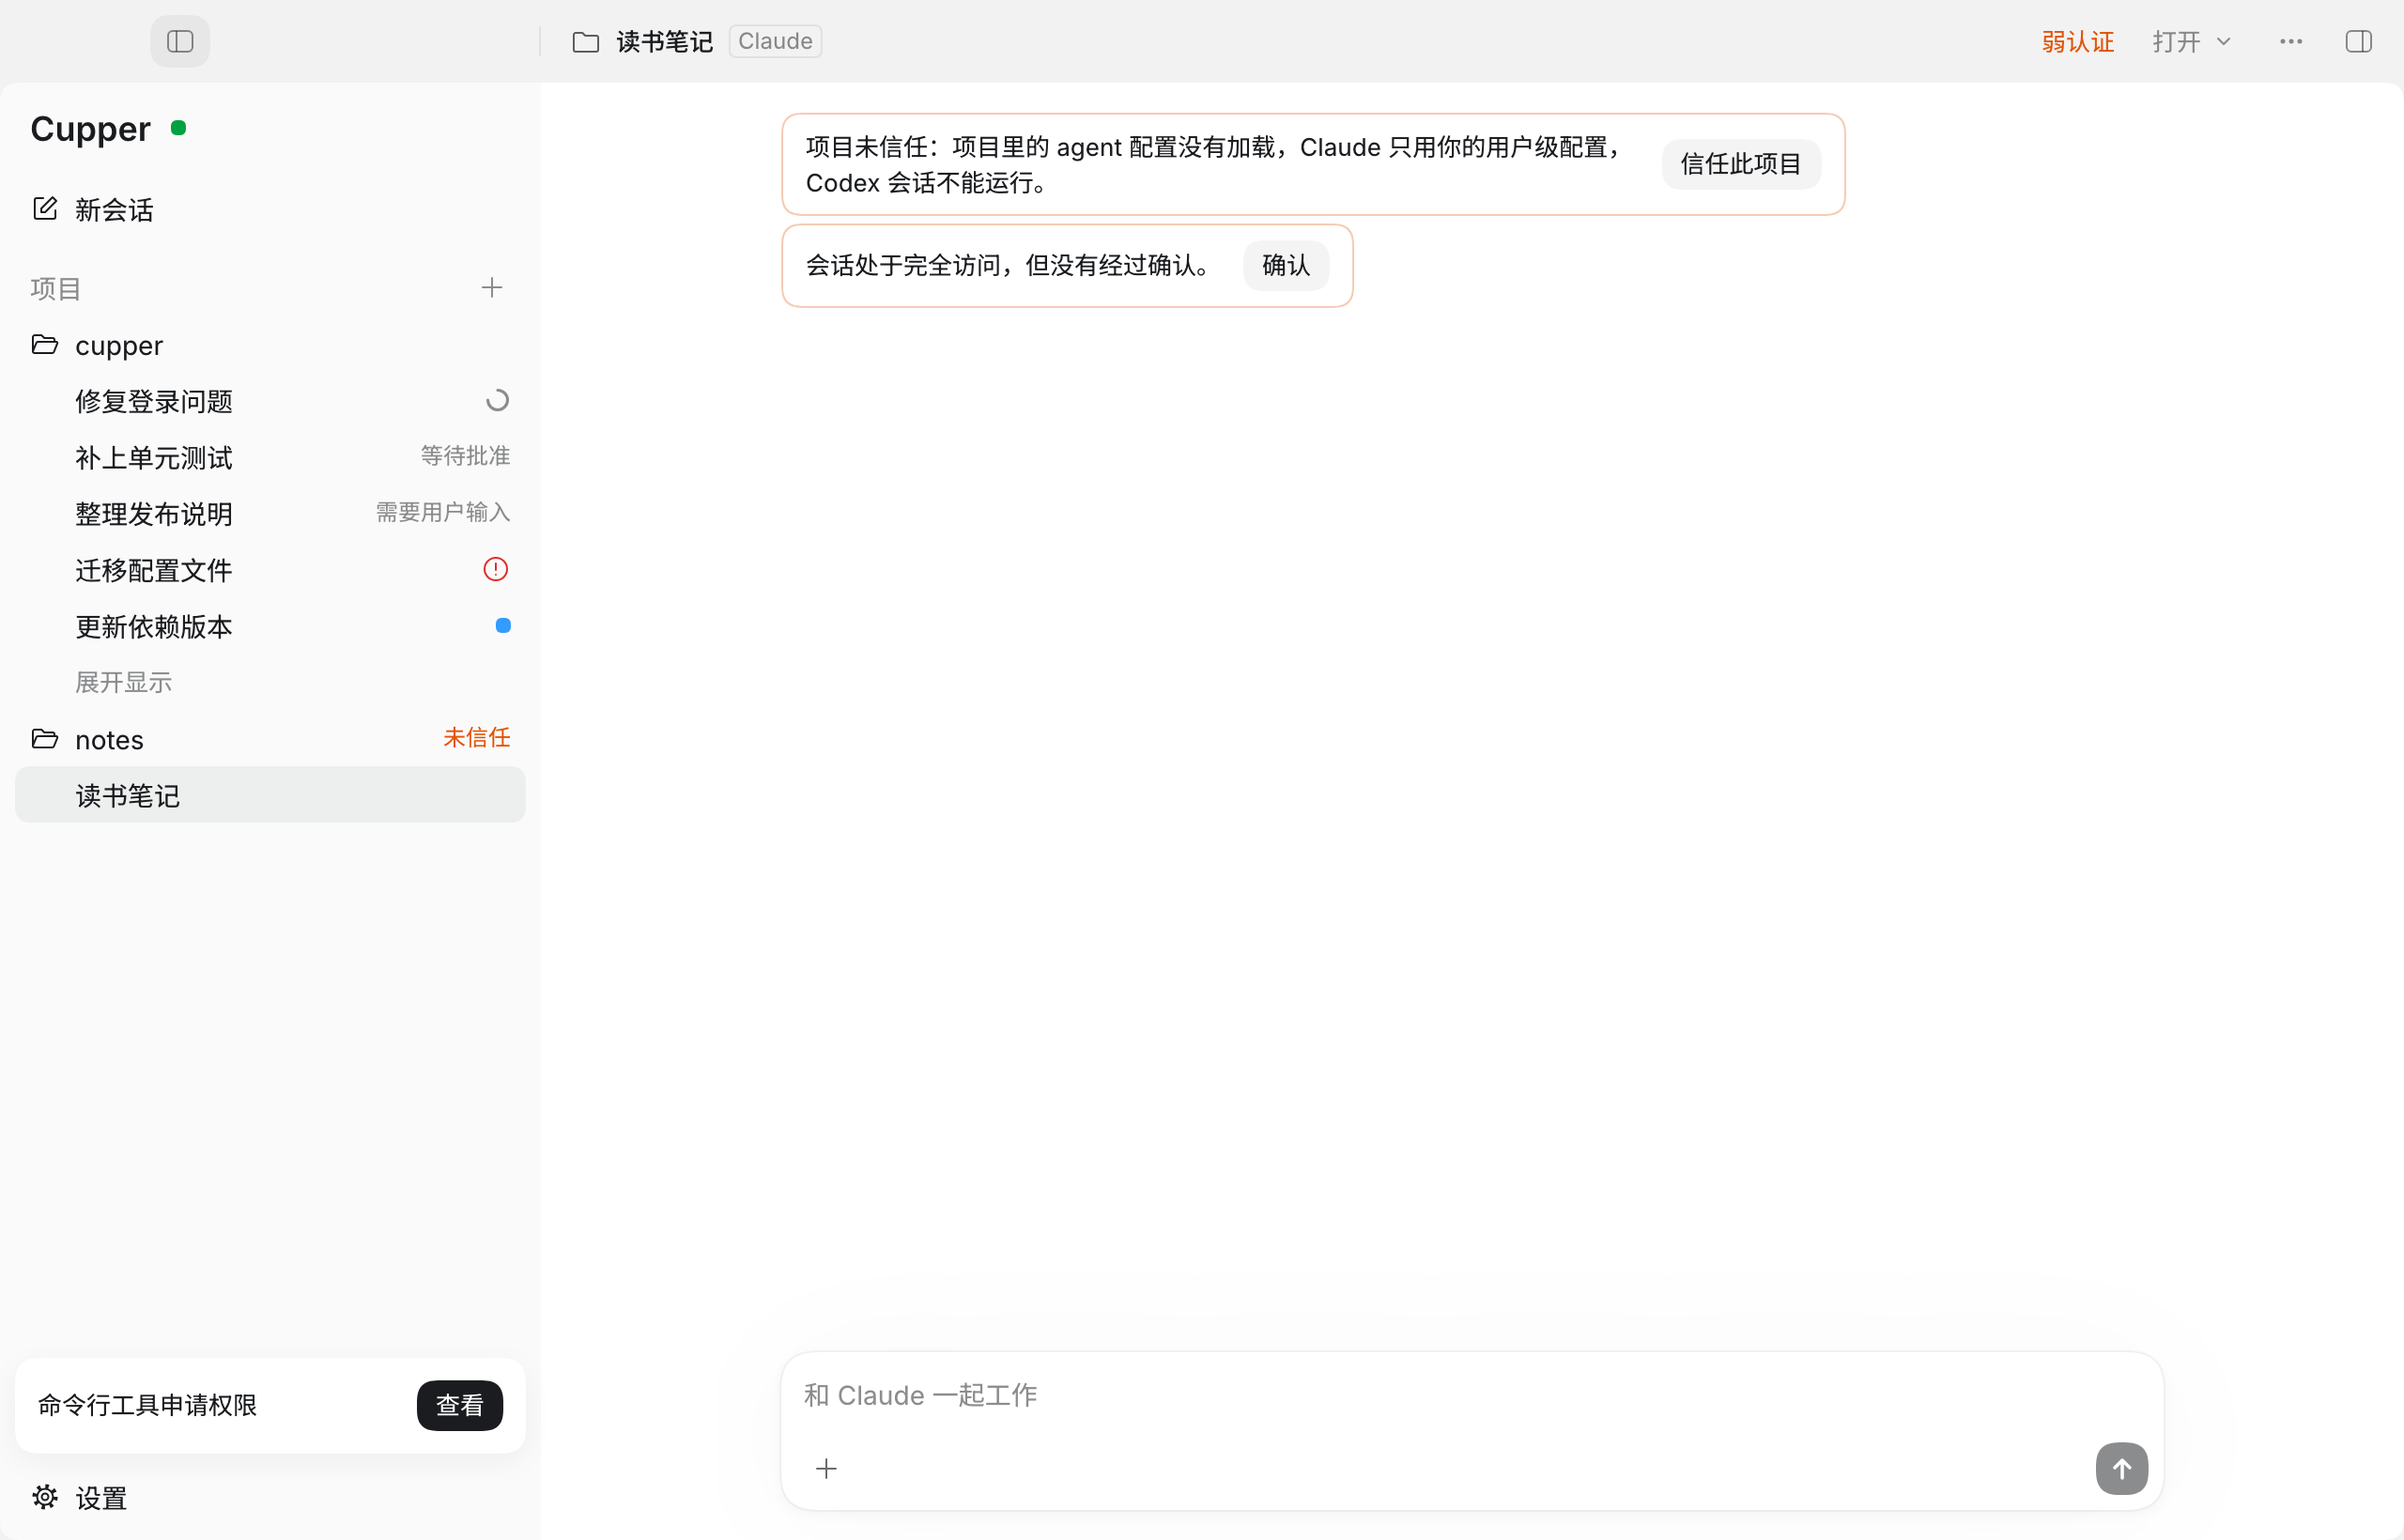 读书笔记 Claude
弱认证 打开
Cupper
新会话
项目
cupper
修复登录问题
补上单元测试 等待批准
整理发布说明 需要用户输入
迁移配置文件
更新依赖版本
展开显示
notes 未信任
读书笔记
命令行工具申请权限 查看
设置
项目未信任：项目里的 agent 配置没有加载，Claude 只用你的用户级配置，
Codex 会话不能运行。
信任此项目
会话处于完全访问，但没有经过确认。 确认
和 Claude 一起工作